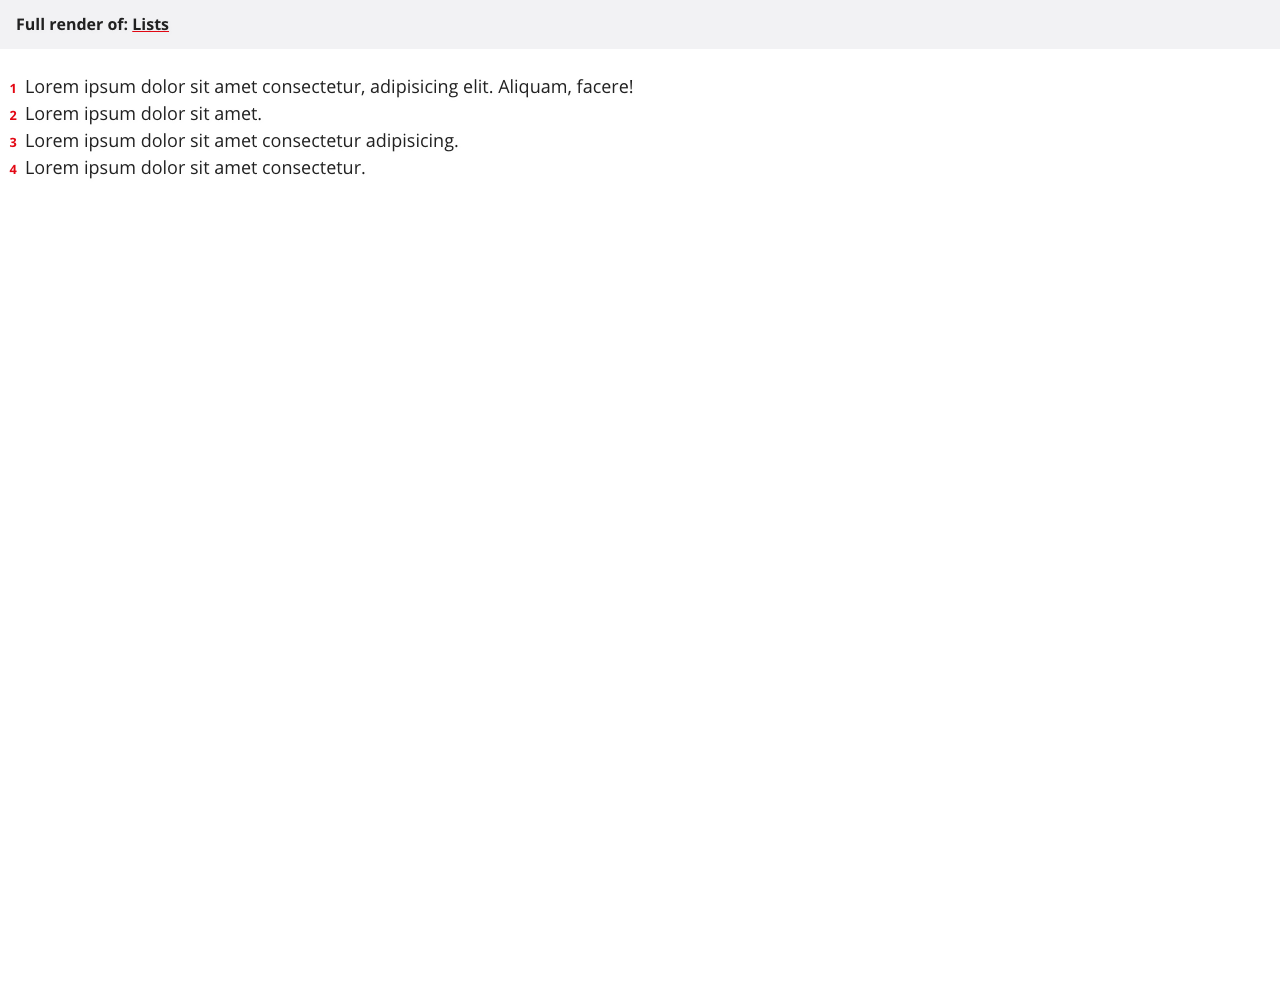 Full render of: Lists
1 Lorem ipsum dolor sit amet consectetur, adipisicing elit. Aliquam, facere!
2 Lorem ipsum dolor sit amet.
3 Lorem ipsum dolor sit amet consectetur adipisicing.
4 Lorem ipsum dolor sit amet consectetur.